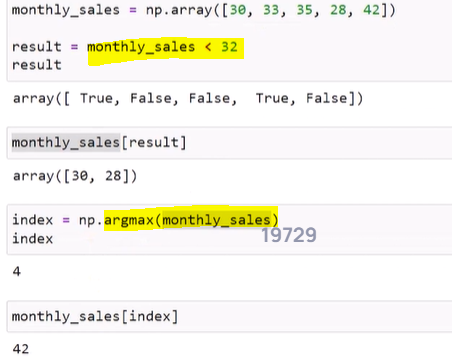 monthly_sales = np.array([30, 33, 35, 28, 42])
result = monthly_sales < 32
result
array([ True, False, False,  True, False])
monthly_sales[result]
array([30, 28])
index = np.argmax(monthly_sales)
index
19729
4
monthly_sales[index]
42